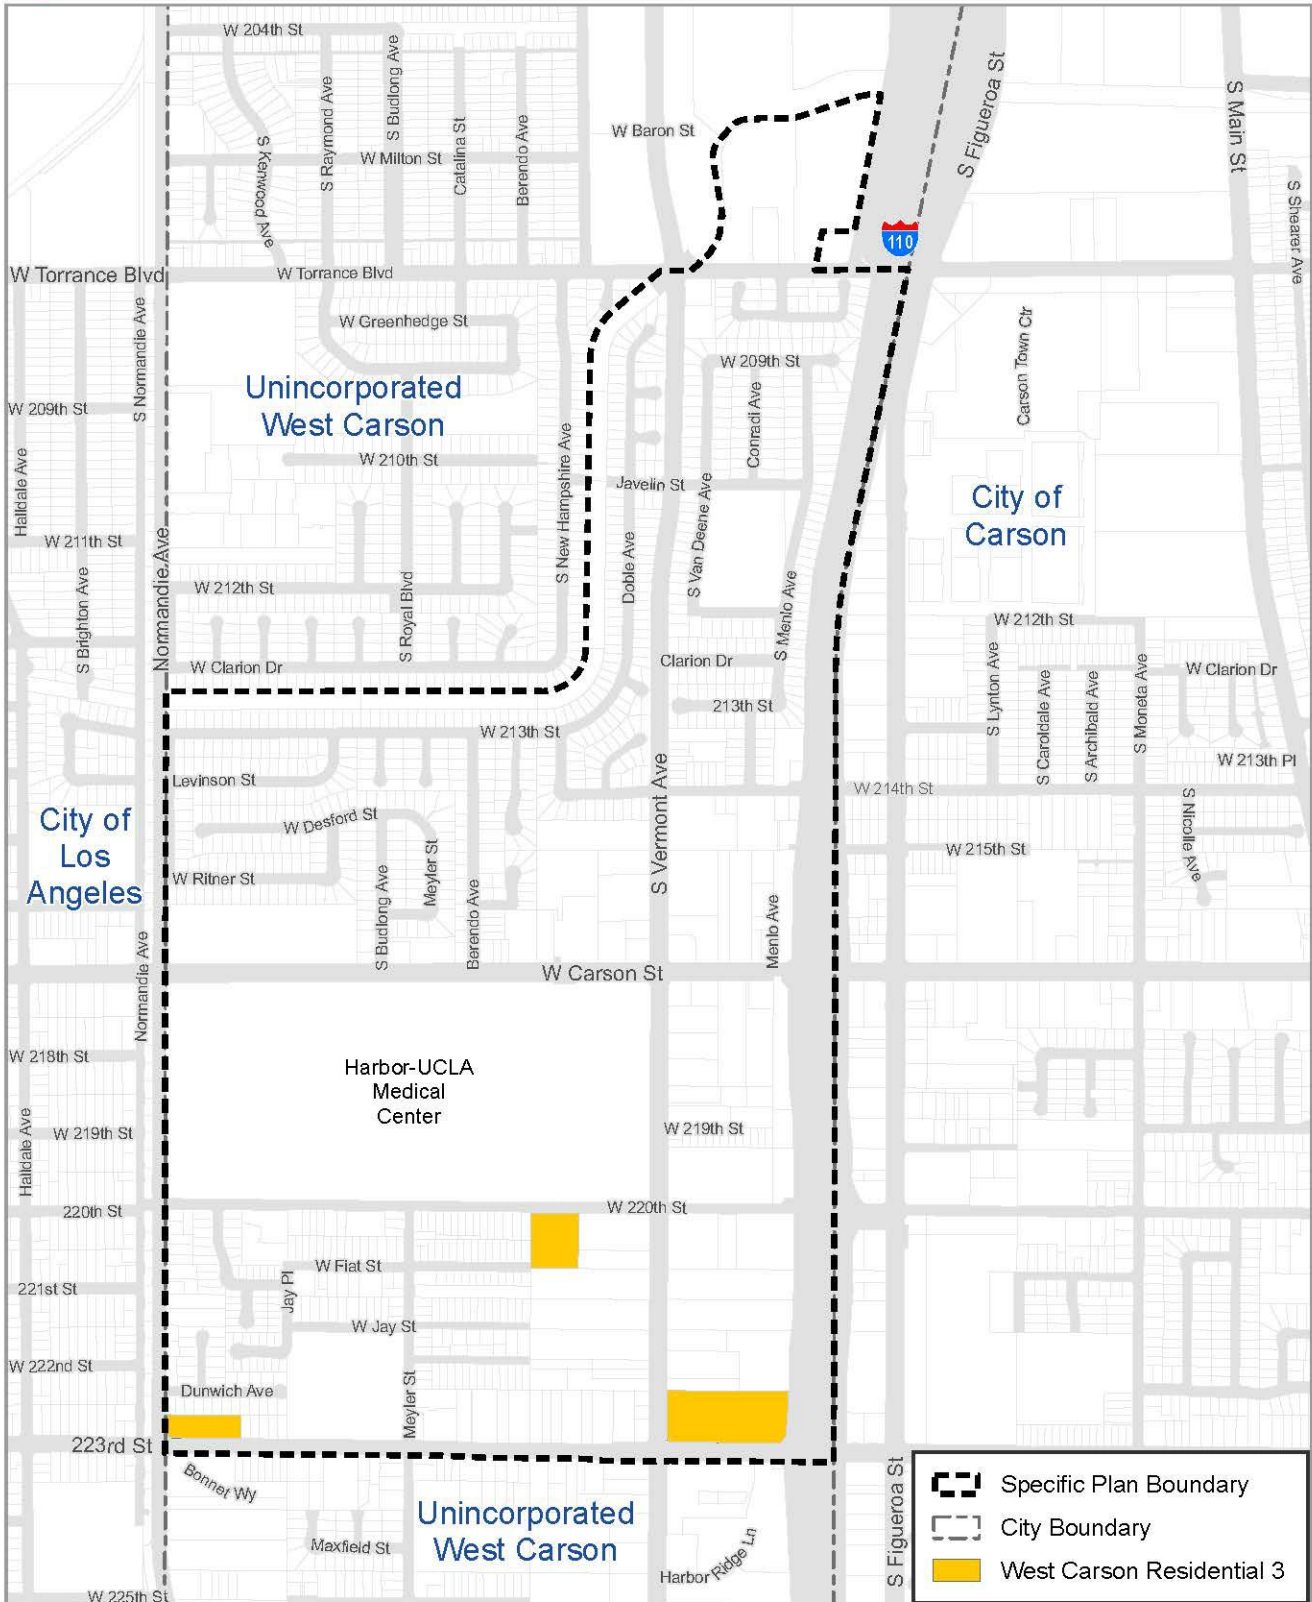 W 204th St
S Kenwood Ave
S Raymond Ave
S Budlong Ave
Catalina St
Berendo Ave
W Milton St
W Baron St
S Figueroa St
S Main St
S Shearer Ave
110
W Torrance Blvd
W Torrance Blvd
S Normandie Ave
W Greenhedge St
W 209th St
Carson Town Ctr
Unincorporated
West Carson
W 209th St
Conradi Ave
Halldale Ave
W 210th St
S New Hampshire Ave
Javelin St
S Van Deene Ave
City of
Carson
W 211th St
Normandie Ave
Doble Ave
S Brighton Ave
W 212th St
S Royal Blvd
S Menlo Ave
W 212th St
W Clarion Dr
Clarion Dr
S Lynton Ave
S Caroldale Ave
S Archibald Ave
S Moneta Ave
W Clarion Dr
213th St
W 213th St
W 213th Pl
Levinson St
S Vermont Ave
W 214th St
S Nicolle Ave
City of
Los
Angeles
W Desford St
Meyler St
W 215th St
W Ritner St
S Budlong Ave
Berendo Ave
Menlo Ave
Normandie Ave
W Carson St
W 218th St
Harbor-UCLA
Medical
Center
Halldale Ave
W 219th St
W 219th St
220th St
W 220th St
W Fiat St
221st St
Jay Pl
W Jay St
W 222nd St
Dunwich Ave
Meyler St
223rd St
Bonnet Wy
Unincorporated
West Carson
Maxfield St
Harbor Ridge Ln
S Figueroa St
W 225th St
Specific Plan Boundary
City Boundary
West Carson Residential 3